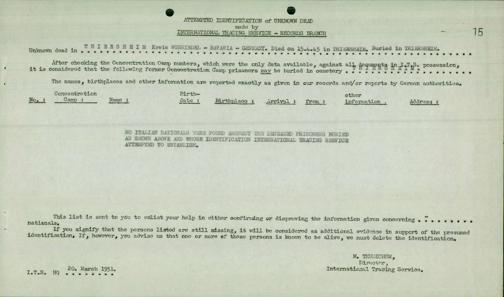 15
ATTEMPTED IDENTIFICATION OF UNKNOWN DEAD
made by
INTERNATIONAL TRACING SERVICE - RECORDS BRANCH
Unknown dead in THIERSHEIM Kreis WUNSIEDEL - BAVARIA - GERMANY. Died on 15.4.45 in THIERSHEIM. Buried in THIERSHEIM.
After checking the Concentration Camp numbers, which were the only data available, against all documents in I.T.S. possession,
it is considered that the following former Concentration Camp prisoners may be buried in cemetery THIERSHEIM
The names, birthplaces and other information are reported exactly as given in our records and/or reports by German authorities.
No. : Concentration Camp : Name : Birth-Date : Birthplace : Arrival : from : other information . Address :
NO ITALIAN NATIONALS WERE FOUND AMONGST THE DECEASED PRISONERS BURIED
AS SHOWN ABOVE AND WHOSE IDENTIFICATION INTERNATIONAL TRACING SERVICE
ATTEMPTED TO ESTABLISH.
This list is sent to you to enlist your help in either confirming or disproving the information given concerning
nationals.
If you signify that the persons listed are still missing, it will be considered as additional evidence in support of the presumed
identification. If, however, you advise us that one or more of these persons is known to be alive, we must delete the identification.
Director,
International Tracing Service.
I.T.S. HQ 20. March 1951.